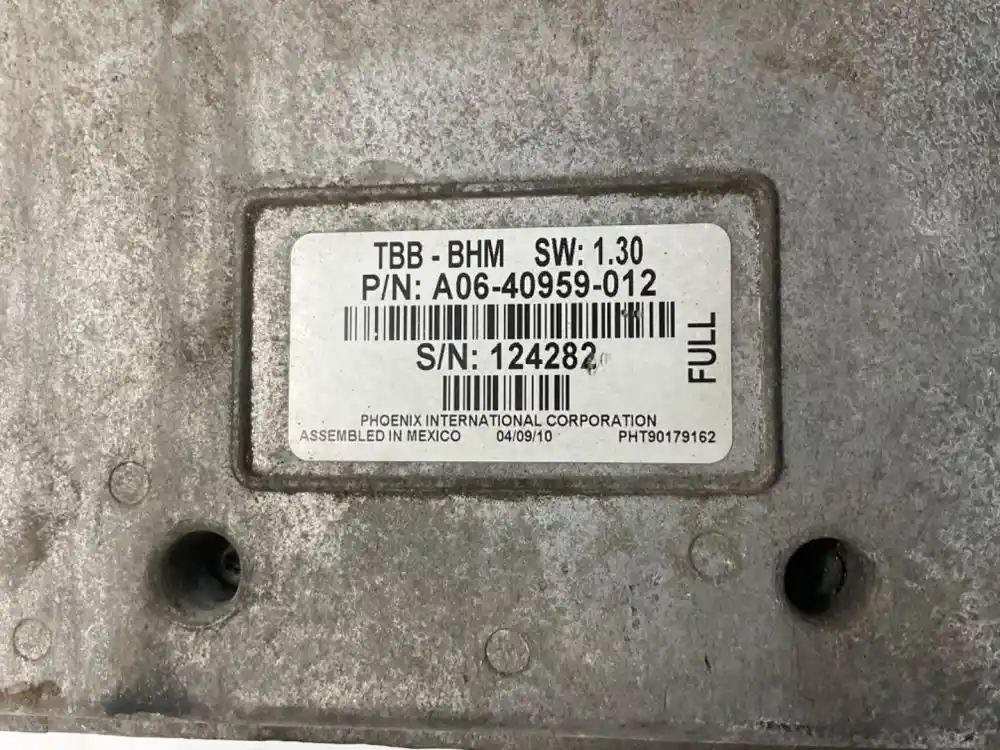 TBB - BHM SW: 1.30
P/N: A06-40959-012
S/N: 124282
FULL
PHOENIX INTERNATIONAL CORPORATION
ASSEMBLED IN MEXICO 04/09/10 PHT90179162